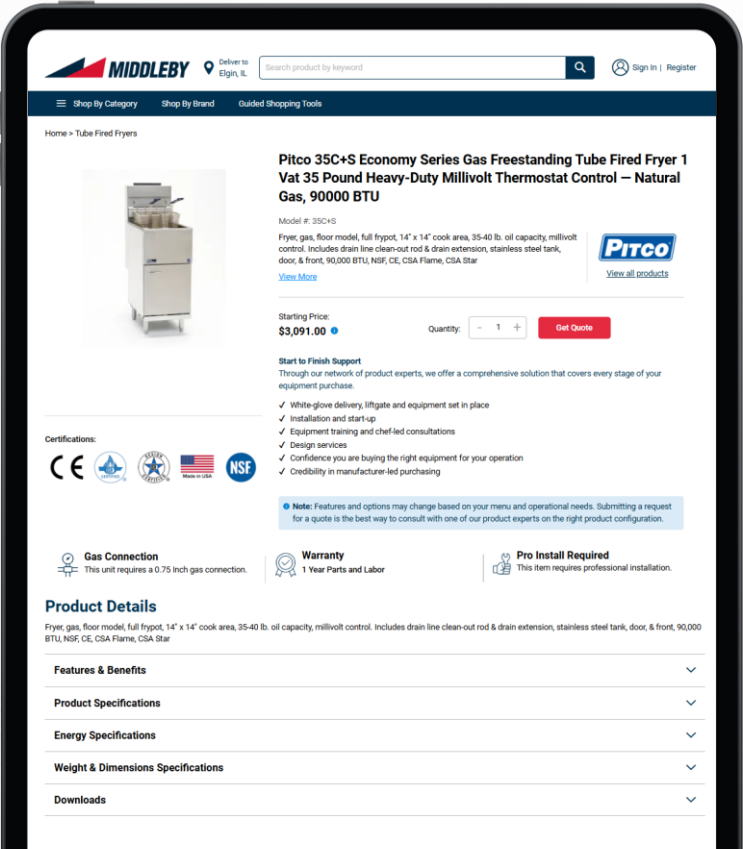 MIDDLEBY
Deliver to
Elgin, IL
Search product by keyword
Sign In | Register
Shop By Category
Shop By Brand
Guided Shopping Tools
Home > Tube Fired Fryers
Pitco 35C+S Economy Series Gas Freestanding Tube Fired Fryer 1
Vat 35 Pound Heavy-Duty Millivolt Thermostat Control — Natural
Gas, 90000 BTU
Model #: 35C+S
Fryer, gas, floor model, full frypot, 14" x 14" cook area, 35-40 lb. oil capacity, millivolt
control. Includes drain line clean-out rod & drain extension, stainless steel tank,
door, & front, 90,000 BTU, NSF, CE, CSA Flame, CSA Star
View More
PITCO
View all products
Starting Price:
$3,091.00
Quantity:
- 1 +
Get Quote
Start to Finish Support
Through our network of product experts, we offer a comprehensive solution that covers every stage of your
equipment purchase.
✓ White-glove delivery, liftgate and equipment set in place
✓ Installation and start-up
✓ Equipment training and chef-led consultations
✓ Design services
✓ Confidence you are buying the right equipment for your operation
✓ Credibility in manufacturer-led purchasing
Certifications:
CE
CERTIFIED
DESIGN
CERTIFIED
Made in USA
NSF
Note: Features and options may change based on your menu and operational needs. Submitting a request
for a quote is the best way to consult with one of our product experts on the right product configuration.
Gas Connection
This unit requires a 0.75 Inch gas connection.
Warranty
1 Year Parts and Labor
Pro Install Required
This item requires professional installation.
Product Details
Fryer, gas, floor model, full frypot, 14" x 14" cook area, 35-40 lb. oil capacity, millivolt control. Includes drain line clean-out rod & drain extension, stainless steel tank, door, & front, 90,000
BTU, NSF, CE, CSA Flame, CSA Star
Features & Benefits
Product Specifications
Energy Specifications
Weight & Dimensions Specifications
Downloads